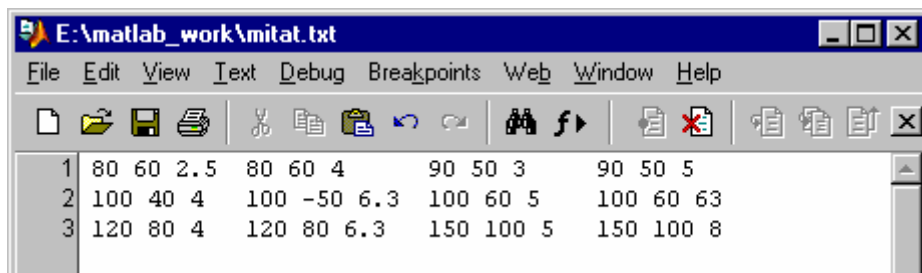 E:\matlab_work\mitat.txt
File Edit View Text Debug Breakpoints Web Window Help
1 80 60 2.5 80 60 4 90 50 3 90 50 5
2 100 40 4 100 -50 6.3 100 60 5 100 60 63
3 120 80 4 120 80 6.3 150 100 5 150 100 8